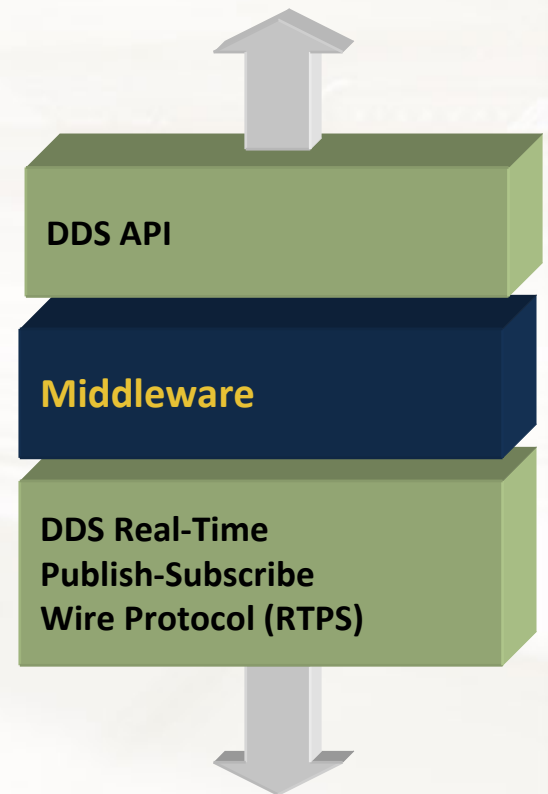 DDS API
Middleware
DDS Real-Time
Publish-Subscribe
Wire Protocol (RTPS)